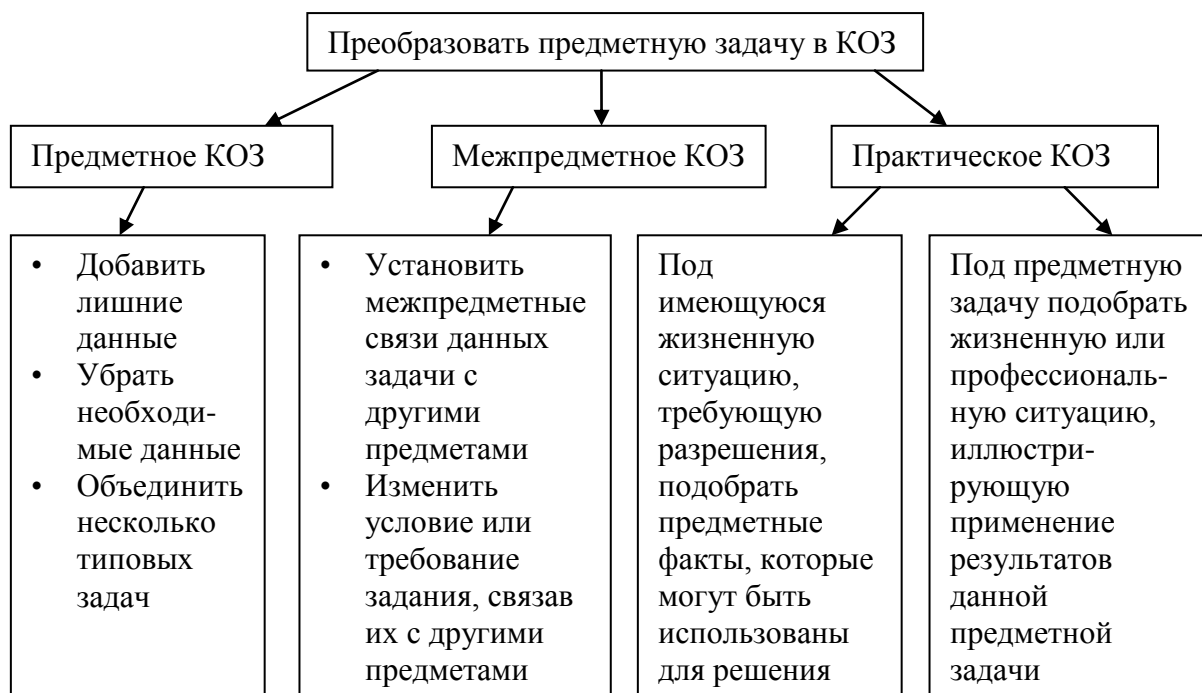 Преобразовать предметную задачу в КОЗ
Предметное КОЗ
Межпредметное КОЗ
Практическое КОЗ
• Добавить
лишние
данные
• Убрать
необходи-
мые данные
• Объединить
несколько
типовых
задач
• Установить
межпредметные
связи данных
задачи с
другими
предметами
• Изменить
условие или
требование
задания, связав
их с другими
предметами
Под
имеющуюся
жизненную
ситуацию,
требующую
разрешения,
подобрать
предметные
факты, которые
могут быть
использованы
для решения
Под предметную
задачу подобрать
жизненную или
профессиональ-
ную ситуацию,
иллюстри-
рующую
применение
результатов
данной
предметной
задачи